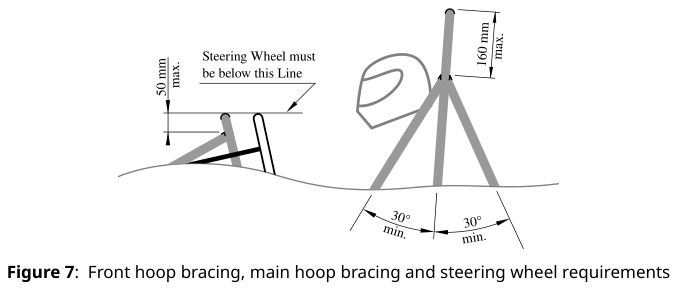 50 mm
max.
Steering Wheel must
be below this Line
160 mm
max.
30°
min.
30°
min.
Figure 7: Front hoop bracing, main hoop bracing and steering wheel requirements